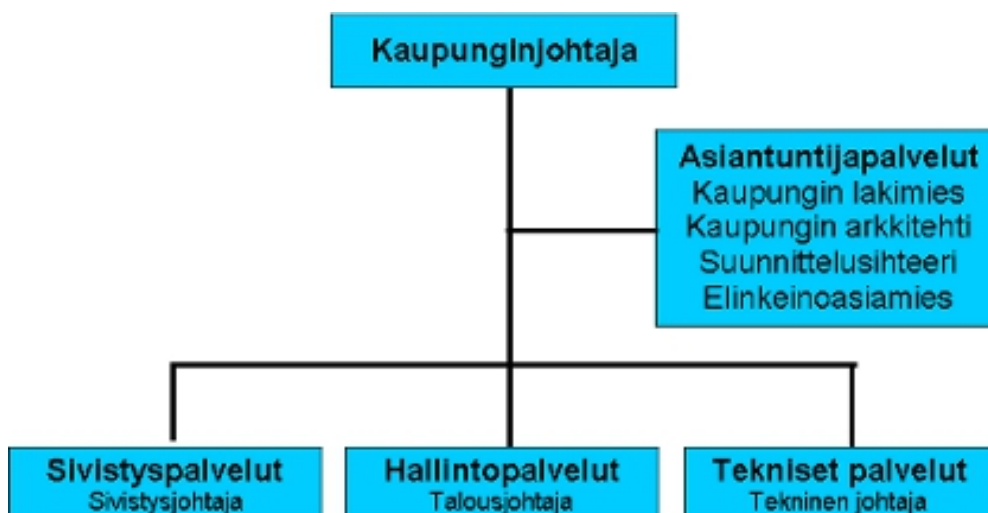 Kaupunginjohtaja
Asiantuntijapalvelut
Kaupungin lakimies
Kaupungin arkkitehti
Suunnittelusihteeri
Elinkeinoasiamies
Sivistyspalvelut
Sivistysjohtaja
Hallintopalvelut
Talousjohtaja
Tekniset palvelut
Tekninen johtaja